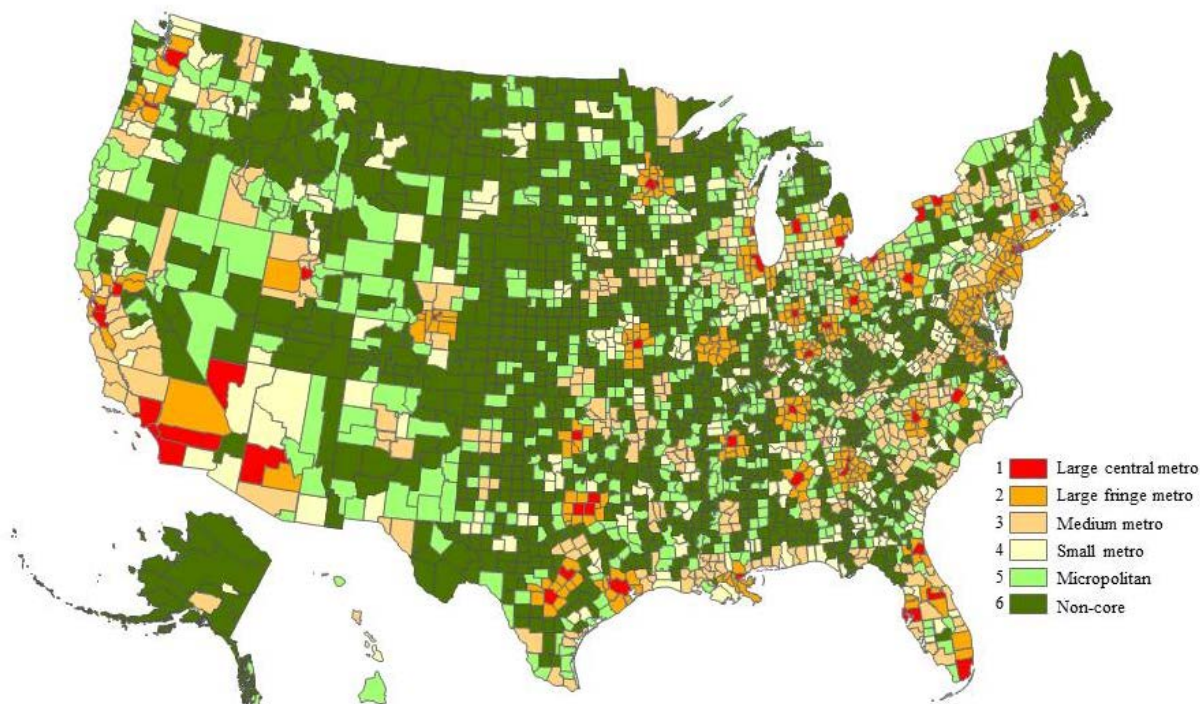 1 Large central metro
2 Large fringe metro
3 Medium metro
4 Small metro
5 Micropolitan
6 Non-core